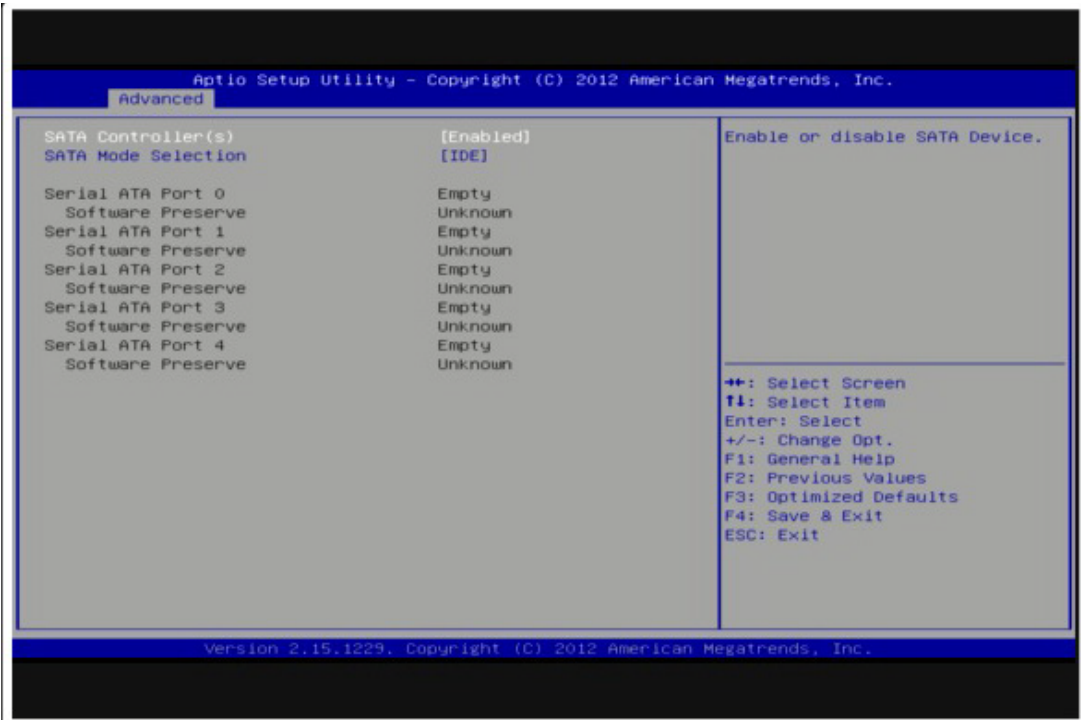 Aptio Setup Utility – Copyright (C) 2012 American Megatrends, Inc.
Advanced
SATA Controller(s) [Enabled]
SATA Mode Selection [IDE]
Serial ATA Port 0 Empty
Software Preserve Unknown
Serial ATA Port 1 Empty
Software Preserve Unknown
Serial ATA Port 2 Empty
Software Preserve Unknown
Serial ATA Port 3 Empty
Software Preserve Unknown
Serial ATA Port 4 Empty
Software Preserve Unknown
Enable or disable SATA Device.
→←: Select Screen
↑↓: Select Item
Enter: Select
+/-: Change Opt.
F1: General Help
F2: Previous Values
F3: Optimized Defaults
F4: Save & Exit
ESC: Exit
Version 2.15.1229. Copyright (C) 2012 American Megatrends, Inc.